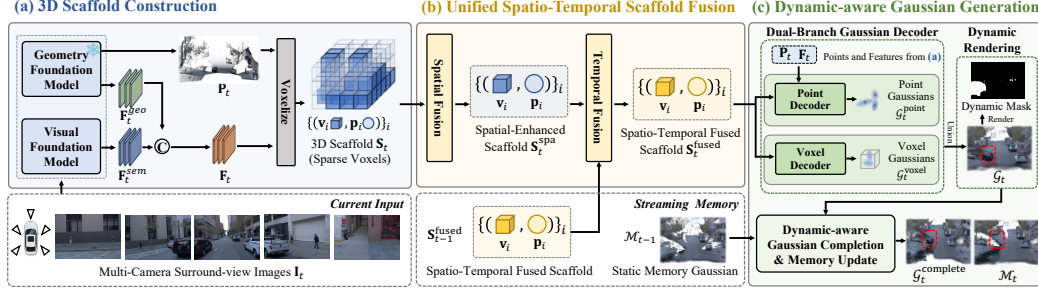 (a) 3D Scaffold Construction
Geometry
Foundation
Model
Visual
Foundation
Model
F_t^{geo}
F_t^{sem}
P_t
C
F_t
Voxelize
{(v_i , p_i )}_i
3D Scaffold S_t
(Sparse Voxels)
Current Input
Multi-Camera Surround-view Images I_t
(b) Unified Spatio-Temporal Scaffold Fusion
Spatial Fusion
{( , )}_i
v_i p_i
Spatial-Enhanced
Scaffold S_t^{spa}
Temporal Fusion
{( , )}_i
v_i p_i
Spatio-Temporal Fused
Scaffold S_t^{fused}
S_{t-1}^{fused}
{( , )}_i
v_i p_i
Spatio-Temporal Fused Scaffold
Streaming Memory
M_{t-1}
Static Memory Gaussian
(c) Dynamic-aware Gaussian Generation
Dual-Branch Gaussian Decoder
P_t F_t
Points and Features from (a)
Point
Decoder
Point
Gaussians
G_t^{point}
Voxel
Decoder
Voxel
Gaussians
G_t^{voxel}
Union
Dynamic
Rendering
Dynamic Mask
Render
G_t
Dynamic-aware
Gaussian Completion
& Memory Update
G_t^{complete}
M_t